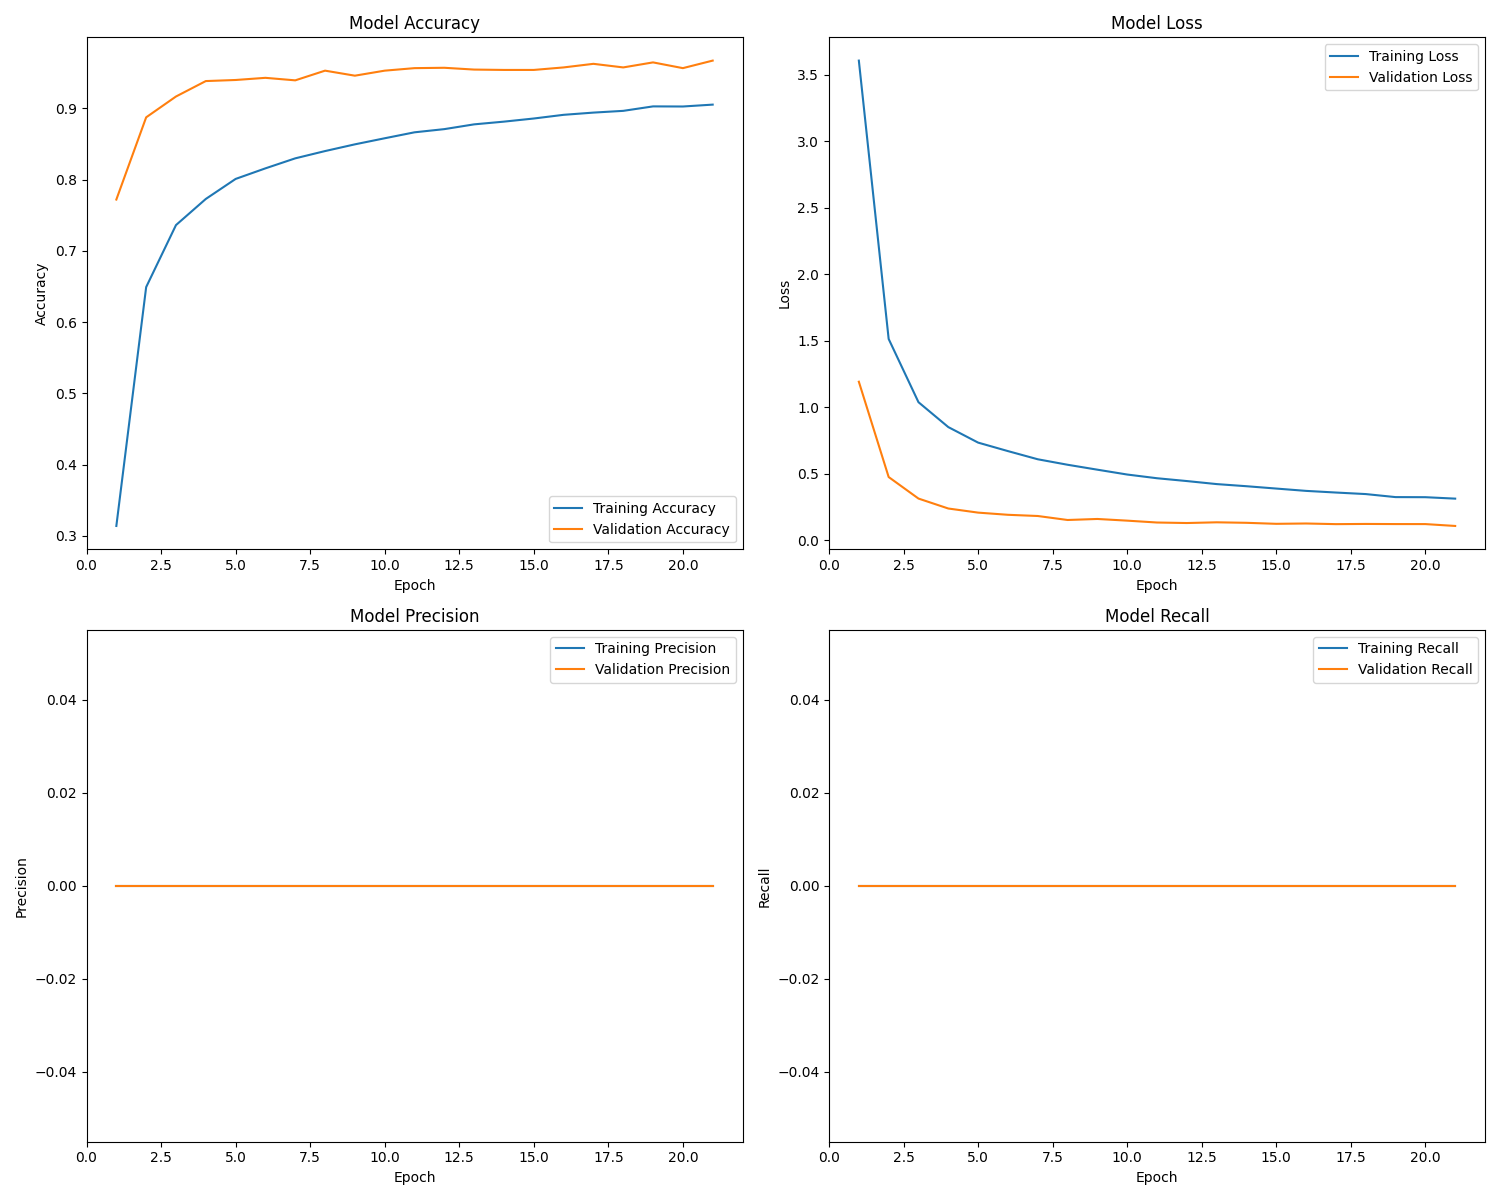 Model Accuracy
Accuracy
0.9
0.8
0.7
0.6
0.5
0.4
0.3
Training Accuracy
Validation Accuracy
0.0 2.5 5.0 7.5 10.0 12.5 15.0 17.5 20.0
Epoch
Model Loss
Loss
3.5
3.0
2.5
2.0
1.5
1.0
0.5
0.0
Training Loss
Validation Loss
0.0 2.5 5.0 7.5 10.0 12.5 15.0 17.5 20.0
Epoch
Model Precision
Precision
0.04
0.02
0.00
−0.02
−0.04
Training Precision
Validation Precision
0.0 2.5 5.0 7.5 10.0 12.5 15.0 17.5 20.0
Epoch
Model Recall
Recall
0.04
0.02
0.00
−0.02
−0.04
Training Recall
Validation Recall
0.0 2.5 5.0 7.5 10.0 12.5 15.0 17.5 20.0
Epoch